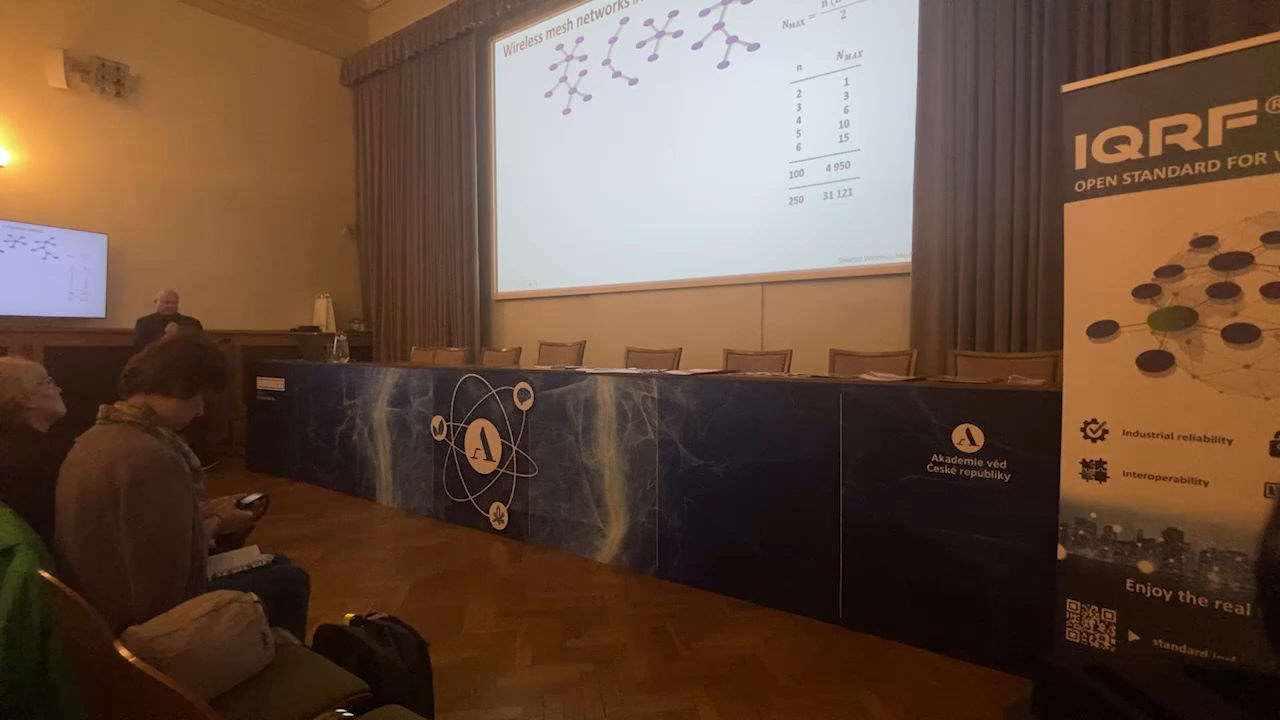 Wireless mesh networks in
N_MAX =
2
n N_MAX
2 1
3 3
4 6
5 10
6 15
100 4 950
250 31 121
IQRF®
OPEN STANDARD FOR W
Industrial reliability
Interoperability
Enjoy the real
A
A
Akademie věd
České republiky